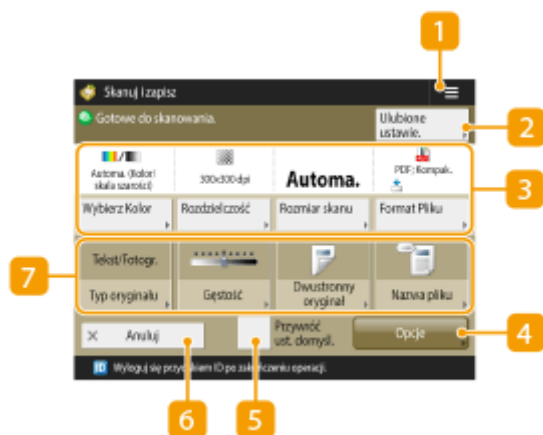 1
Skanuj i zapisz
Gotowe do skanowania.
Ulubione
ustawie.
2
Automa. (Kolor/
skala szarości)
300x300 dpi
Automa.
PDF; Kompak.
3
Wybierz Kolor
Rozdzielczość
Rozmiar skanu
Format Pliku
7
Tekst/Fotogr.
Typ oryginału
Gęstość
Dwustronny
oryginał
Nazwa pliku
Anuluj
Przywróć
ust. domyśl.
Opcje
4
ID Wyloguj się przyciskiem ID po zakończeniu operacji.
6
5